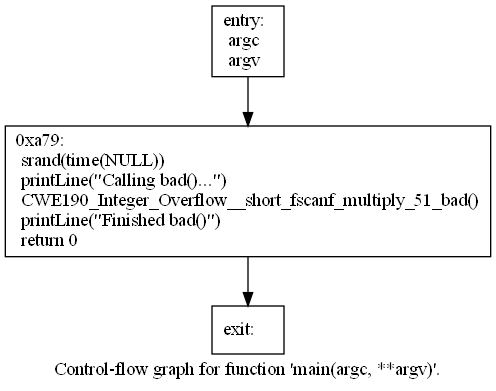 entry:
argc
argv
0xa79:
srand(time(NULL))
printLine("Calling bad()...")
CWE190_Integer_Overflow__short_fscanf_multiply_51_bad()
printLine("Finished bad()")
return 0
exit:
Control-flow graph for function 'main(argc, **argv)'.